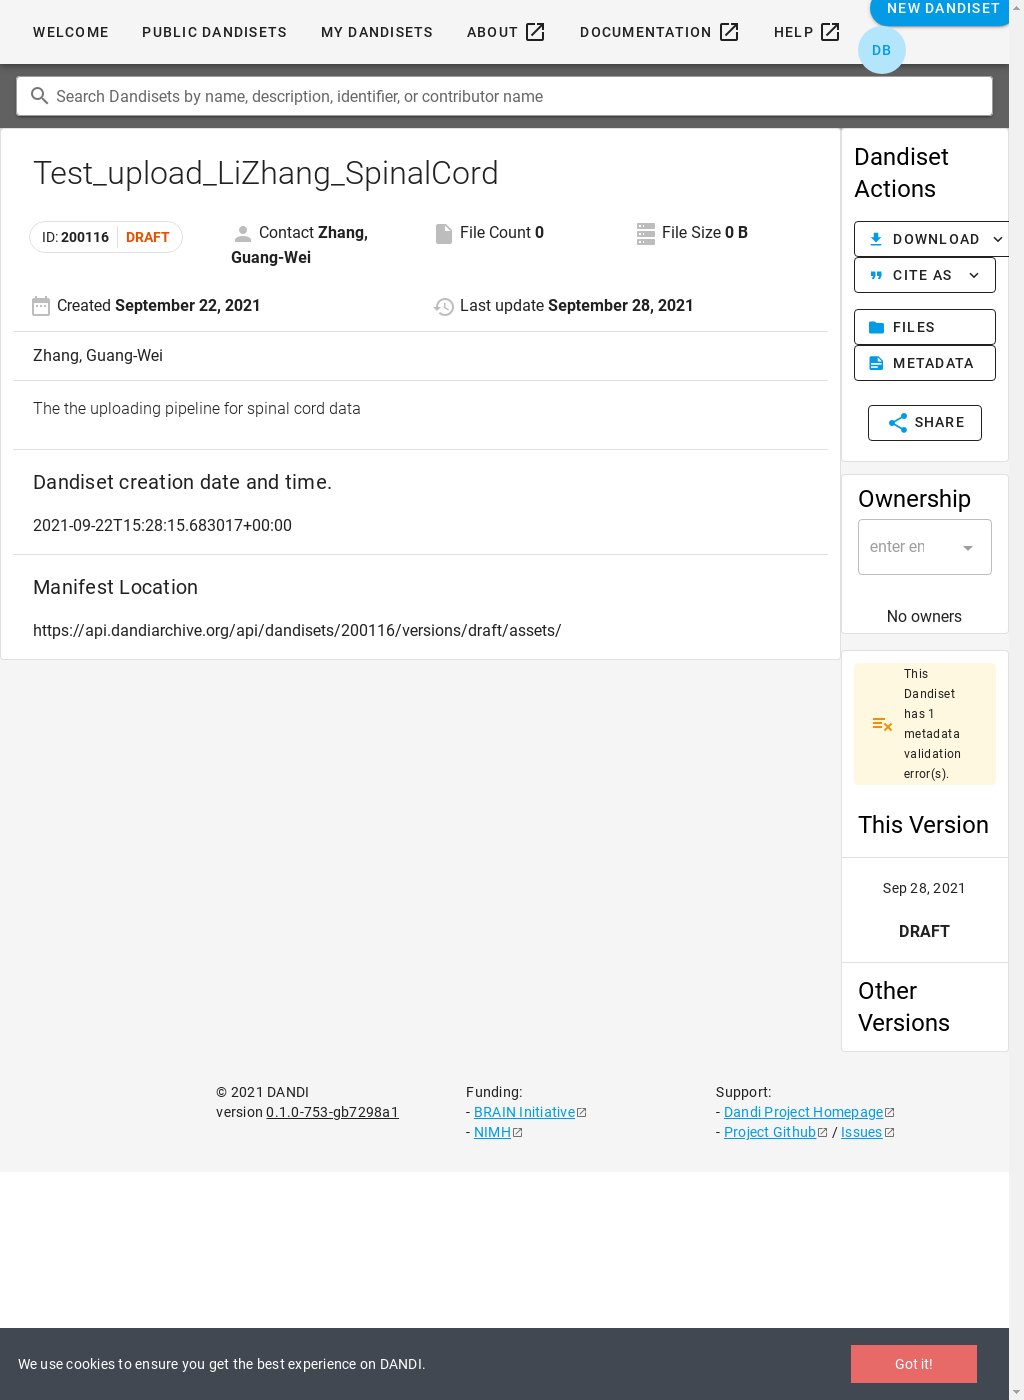 WELCOME
PUBLIC DANDISETS
MY DANDISETS
ABOUT
DOCUMENTATION
HELP
NEW DANDISET
DB
Search Dandisets by name, description, identifier, or contributor name
Test_upload_LiZhang_SpinalCord
ID: 200116 DRAFT
Contact Zhang,
Guang-Wei
File Count 0
File Size 0 B
Created September 22, 2021
Last update September 28, 2021
Zhang, Guang-Wei
The the uploading pipeline for spinal cord data
Dandiset creation date and time.
2021-09-22T15:28:15.683017+00:00
Manifest Location
https://api.dandiarchive.org/api/dandisets/200116/versions/draft/assets/
Dandiset
Actions
DOWNLOAD
CITE AS
FILES
METADATA
SHARE
Ownership
enter en
No owners
This
Dandiset
has 1
metadata
validation
error(s).
This Version
Sep 28, 2021
DRAFT
Other
Versions
© 2021 DANDI
version 0.1.0-753-gb7298a1
Funding:
- BRAIN Initiative
- NIMH
Support:
- Dandi Project Homepage
- Project Github / Issues
We use cookies to ensure you get the best experience on DANDI.
Got it!